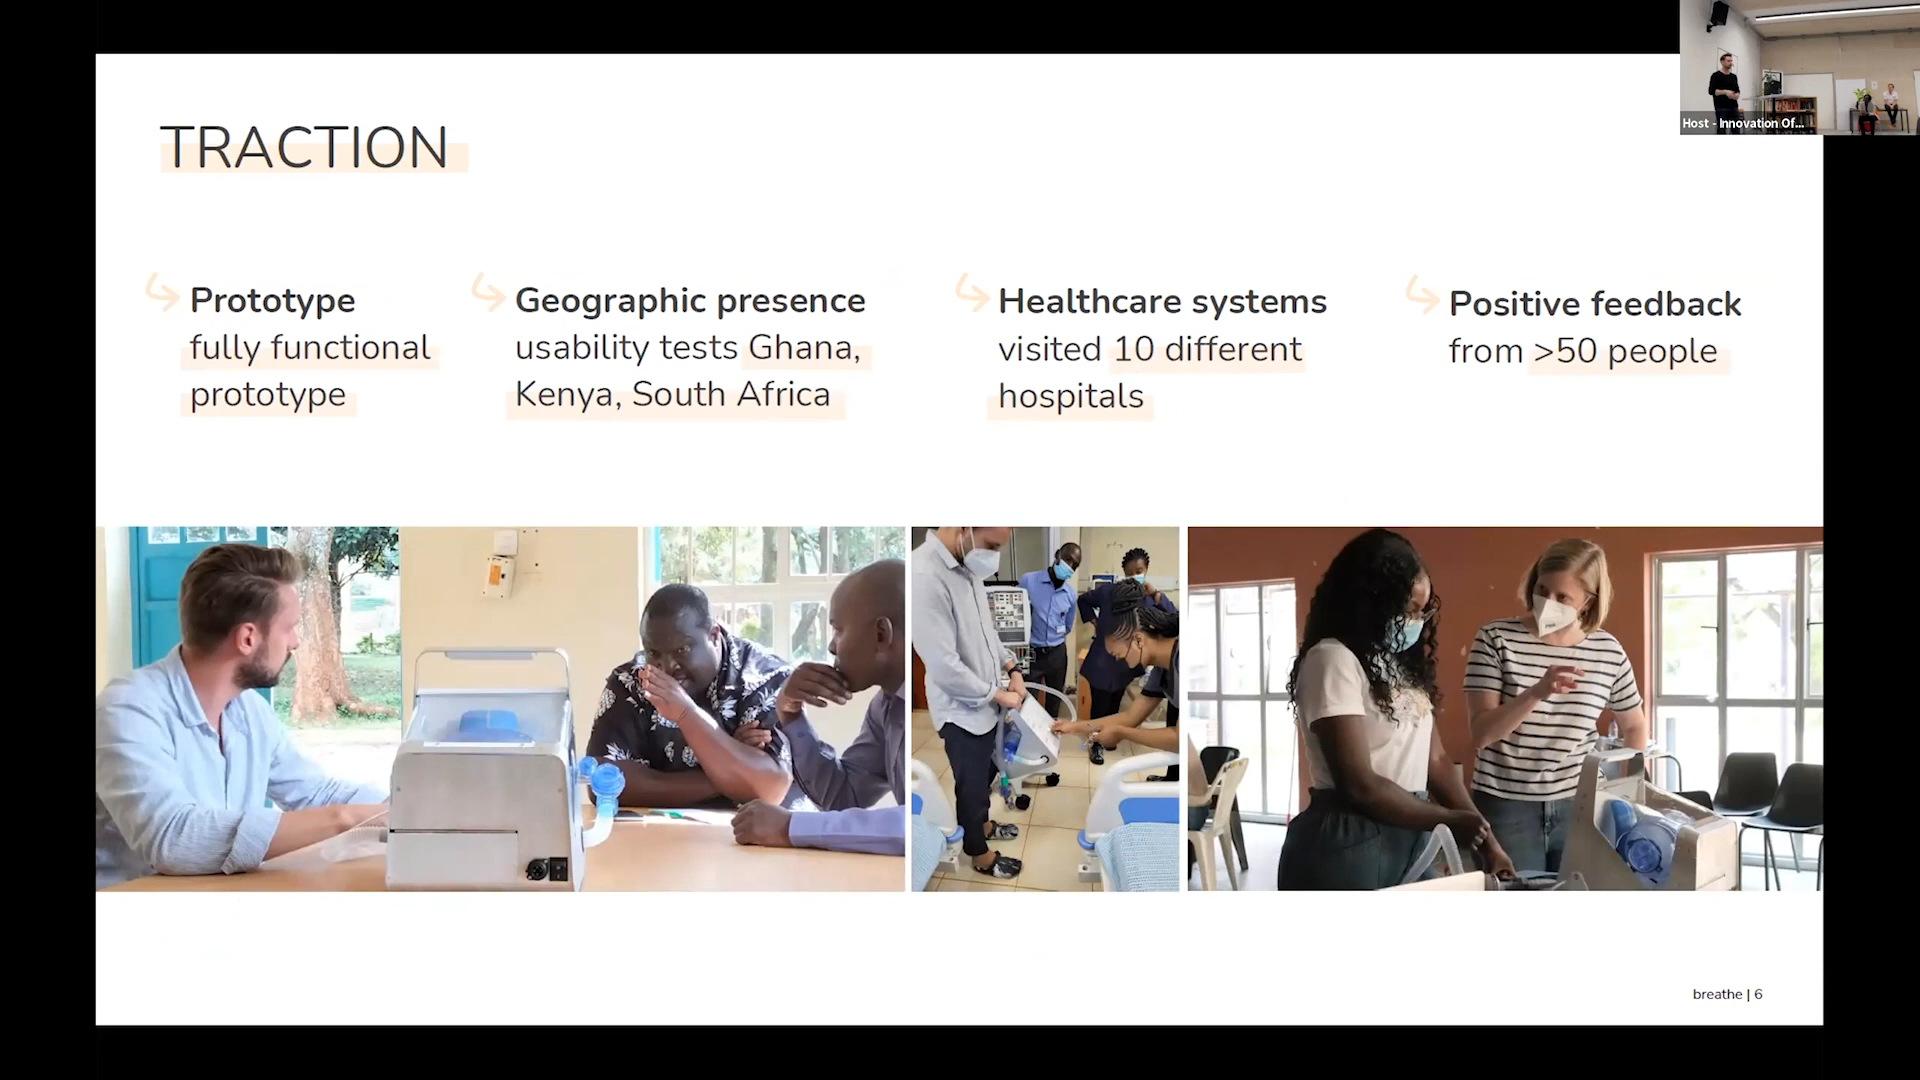 Host - Innovation Of...
TRACTION
Prototype
fully functional
prototype
Geographic presence
usability tests Ghana,
Kenya, South Africa
Healthcare systems
visited 10 different
hospitals
Positive feedback
from >50 people
breathe | 6